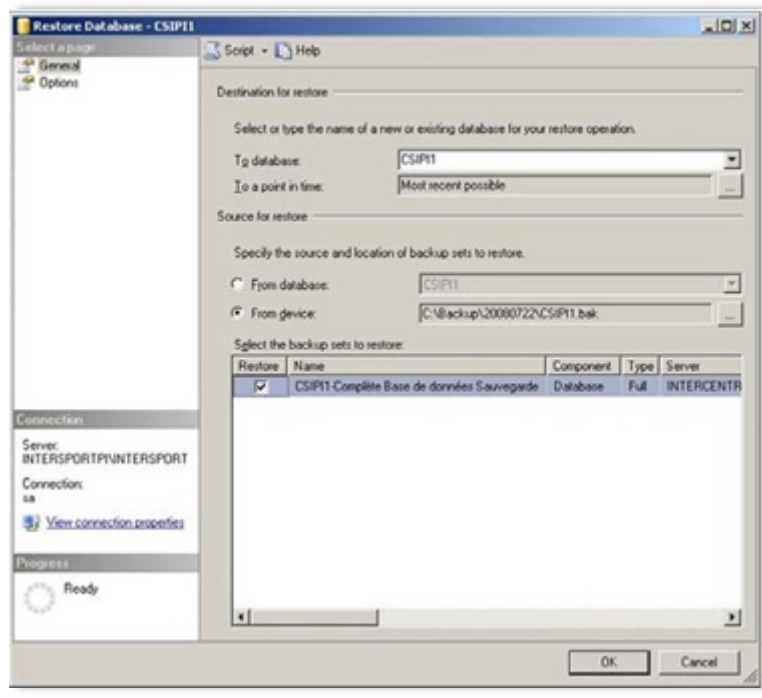 Restore Database - CSIPI1
Select a page
General
Options
Script
Help
Destination for restore
Select or type the name of a new or existing database for your restore operation.
To database: CSIPI1
To a point in time: Most recent possible ...
Source for restore
Specify the source and location of backup sets to restore.
From database: CSIPI1
From device: C:\Backup\20080722\CSIPI1.bak ...
Select the backup sets to restore:
Restore Name Component Type Server
CSIPI1-Complète Base de données Sauvegarde Database Full INTERCENTR
Connection
Server:
INTERSPORTPI\INTERSPORT
Connection:
sa
View connection properties
Progress
Ready
OK Cancel